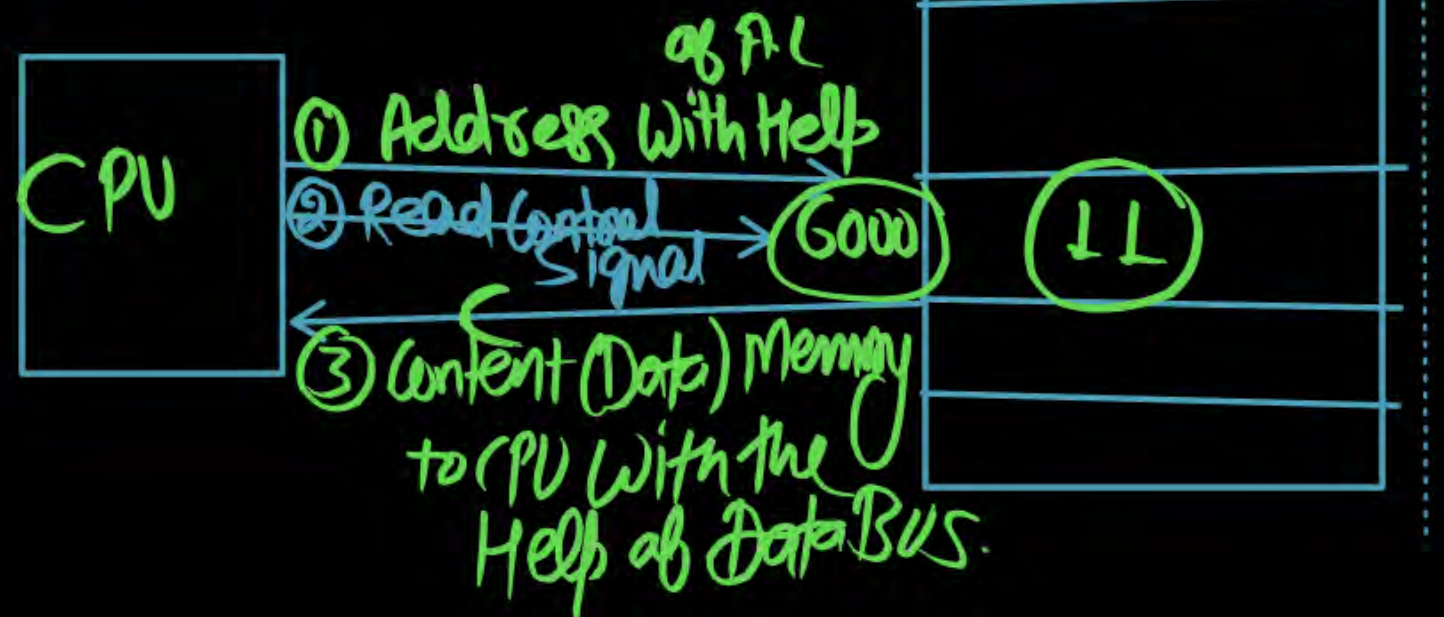 of AL
① Address With Help
CPU
② Read Control
Signal
6000
11
③ Content (Data) Memory
to CPU With the
Help of Data BUS.